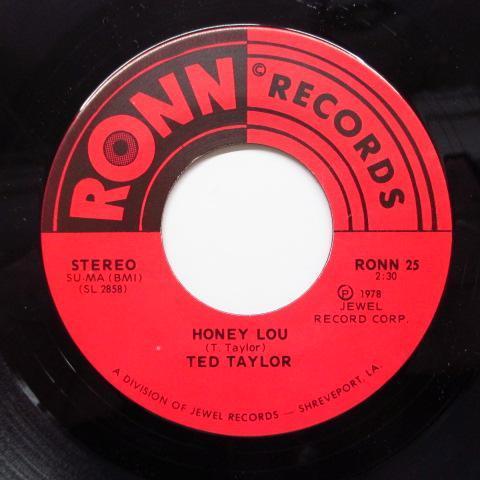 RONN © RECORDS
STEREO
SU-MA (BMI)
(SL 2858)
RONN 25
2:30
Ⓟ 1978
JEWEL
RECORD CORP.
HONEY LOU
(T. Taylor)
TED TAYLOR
A DIVISION OF JEWEL RECORDS — SHREVEPORT, LA.